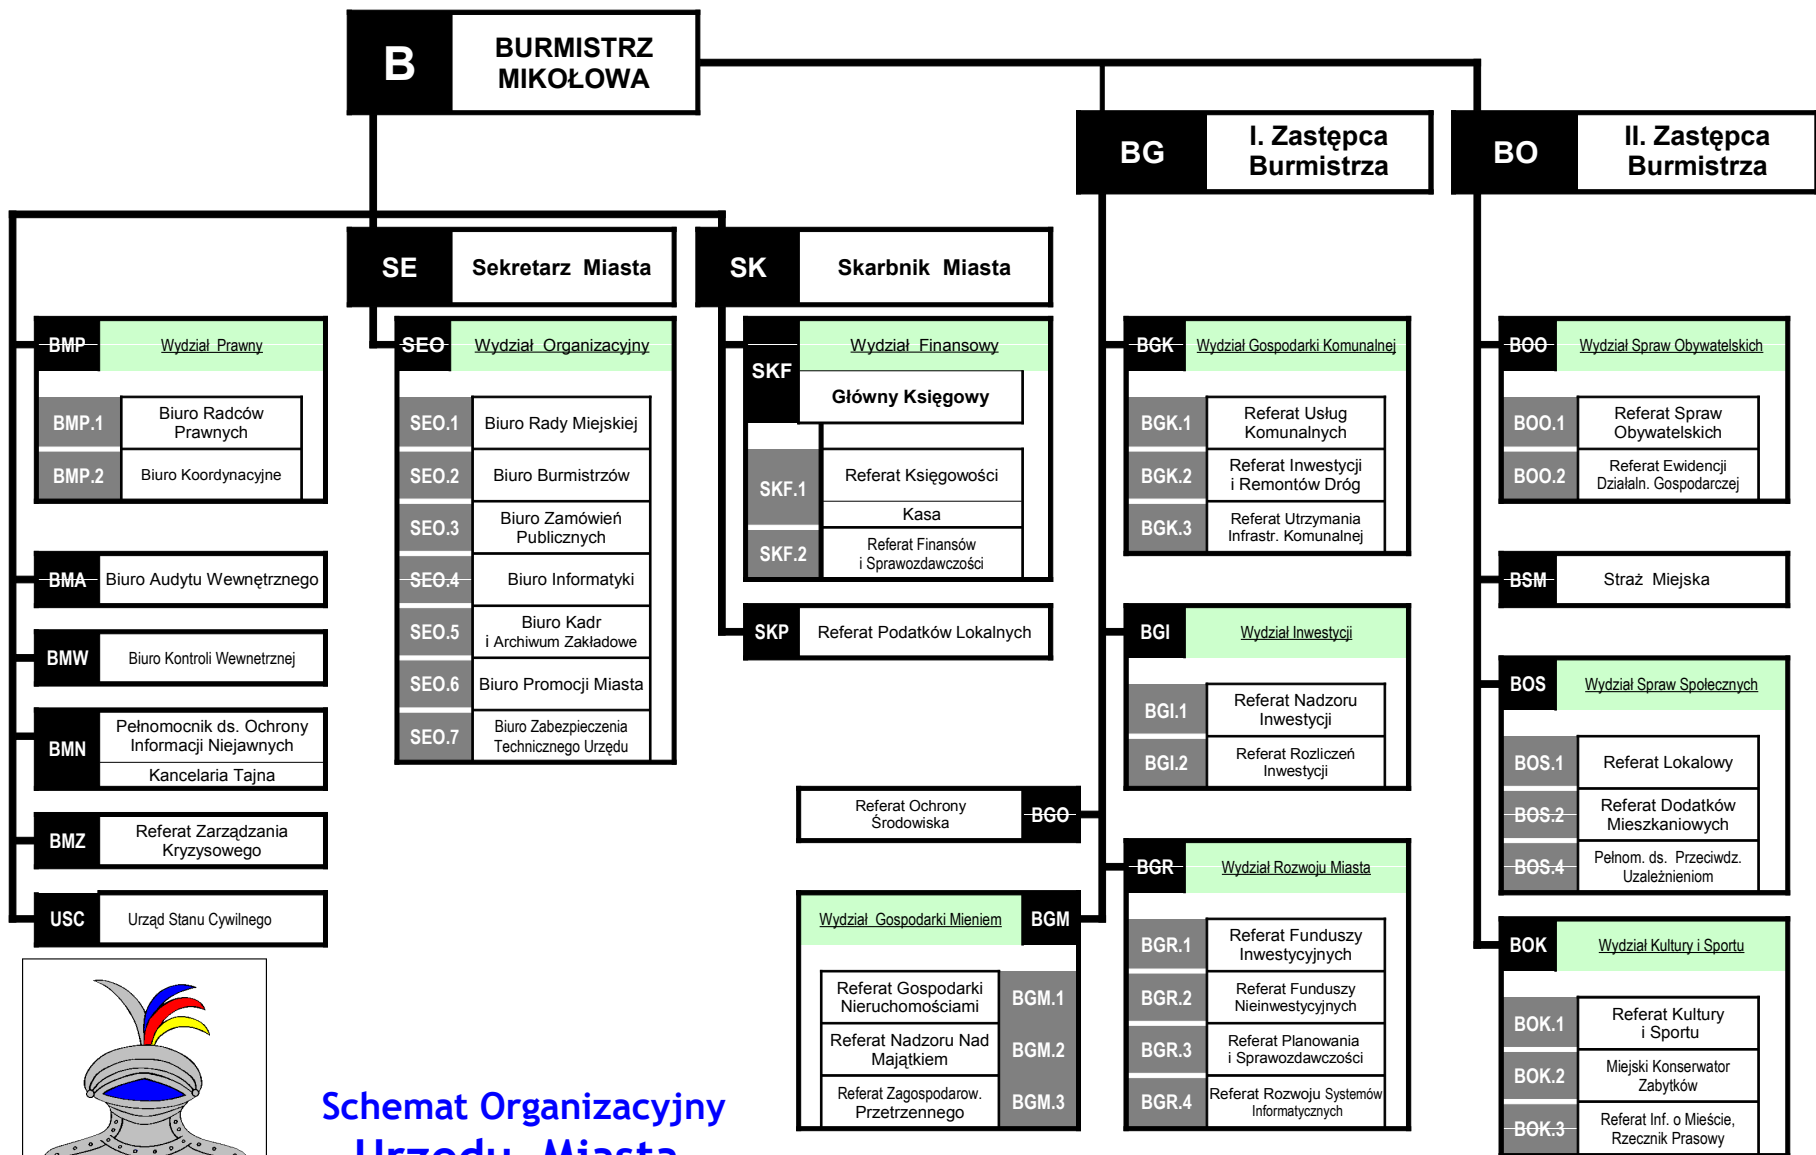 B
BURMISTRZ
MIKOŁOWA
BG
I. Zastępca
Burmistrza
BO
II. Zastępca
Burmistrza
SE
Sekretarz Miasta
SK
Skarbnik Miasta
BMP
Wydział Prawny
BMP.1
Biuro Radców
Prawnych
BMP.2
Biuro Koordynacyjne
BMA
Biuro Audytu Wewnętrznego
BMW
Biuro Kontroli Wewnetrznej
BMN
Pełnomocnik ds. Ochrony
Informacji Niejawnych
Kancelaria Tajna
BMZ
Referat Zarządzania
Kryzysowego
USC
Urząd Stanu Cywilnego
SEO
Wydział Organizacyjny
SEO.1
Biuro Rady Miejskiej
SEO.2
Biuro Burmistrzów
SEO.3
Biuro Zamówień
Publicznych
SEO.4
Biuro Informatyki
SEO.5
Biuro Kadr
i Archiwum Zakładowe
SEO.6
Biuro Promocji Miasta
SEO.7
Biuro Zabezpieczenia
Technicznego Urzędu
SKF
Wydział Finansowy
Główny Księgowy
SKF.1
Referat Księgowości
Kasa
SKF.2
Referat Finansów
i Sprawozdawczości
SKP
Referat Podatków Lokalnych
BGK
Wydział Gospodarki Komunalnej
BGK.1
Referat Usług
Komunalnych
BGK.2
Referat Inwestycji
i Remontów Dróg
BGK.3
Referat Utrzymania
Infrastr. Komunalnej
BGI
Wydział Inwestycji
BGI.1
Referat Nadzoru
Inwestycji
BGI.2
Referat Rozliczeń
Inwestycji
Referat Ochrony
Środowiska
BGO
BGR
Wydział Rozwoju Miasta
BGR.1
Referat Funduszy
Inwestycyjnych
BGR.2
Referat Funduszy
Nieinwestycyjnych
BGR.3
Referat Planowania
i Sprawozdawczości
BGR.4
Referat Rozwoju Systemów
Informatycznych
Wydział Gospodarki Mieniem
BGM
Referat Gospodarki
Nieruchomościami
BGM.1
Referat Nadzoru Nad
Majątkiem
BGM.2
Referat Zagospodarow.
Przetrzennego
BGM.3
BOO
Wydział Spraw Obywatelskich
BOO.1
Referat Spraw
Obywatelskich
BOO.2
Referat Ewidencji
Działaln. Gospodarczej
BSM
Straż Miejska
BOS
Wydział Spraw Społecznych
BOS.1
Referat Lokalowy
BOS.2
Referat Dodatków
Mieszkaniowych
BOS.4
Pełnom. ds. Przeciwdz.
Uzależnieniom
BOK
Wydział Kultury i Sportu
BOK.1
Referat Kultury
i Sportu
BOK.2
Miejski Konserwator
Zabytków
BOK.3
Referat Inf. o Mieście,
Rzecznik Prasowy
Schemat Organizacyjny
Urzędu Miasta